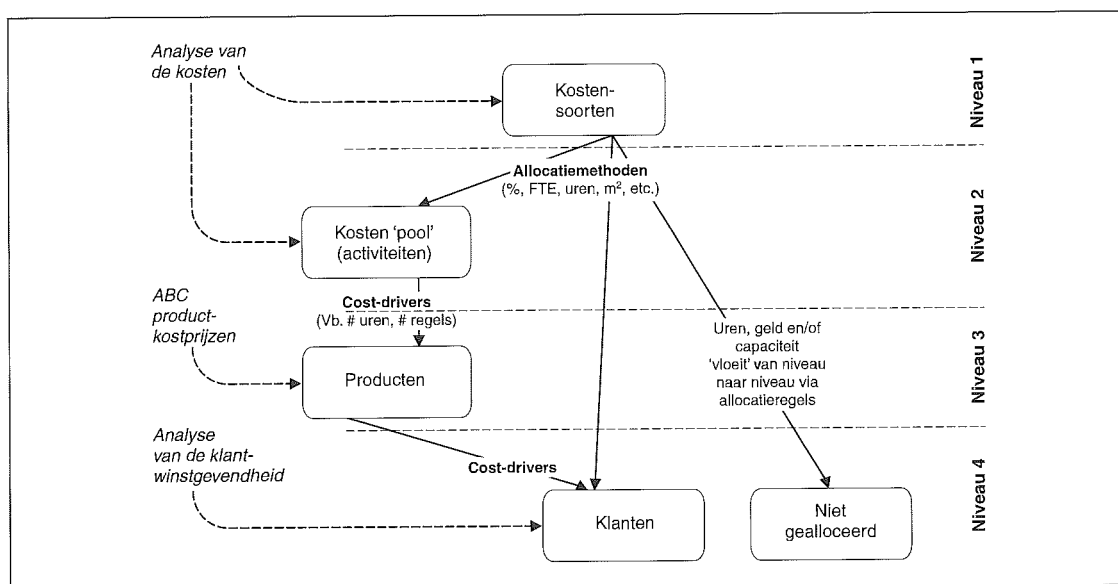 Analyse van
de kosten
Kosten-
soorten
Niveau 1
Allocatiemethoden
(%, FTE, uren, m², etc.)
Kosten 'pool'
(activiteiten)
Niveau 2
Cost-drivers
(Vb. # uren, # regels)
ABC
product-
kostprijzen
Producten
Uren, geld en/of
capaciteit
'vloeit' van niveau
naar niveau via
allocatieregels
Niveau 3
Analyse
van de klant-
winstgevendheid
Cost-drivers
Klanten
Niet
gealloceerd
Niveau 4